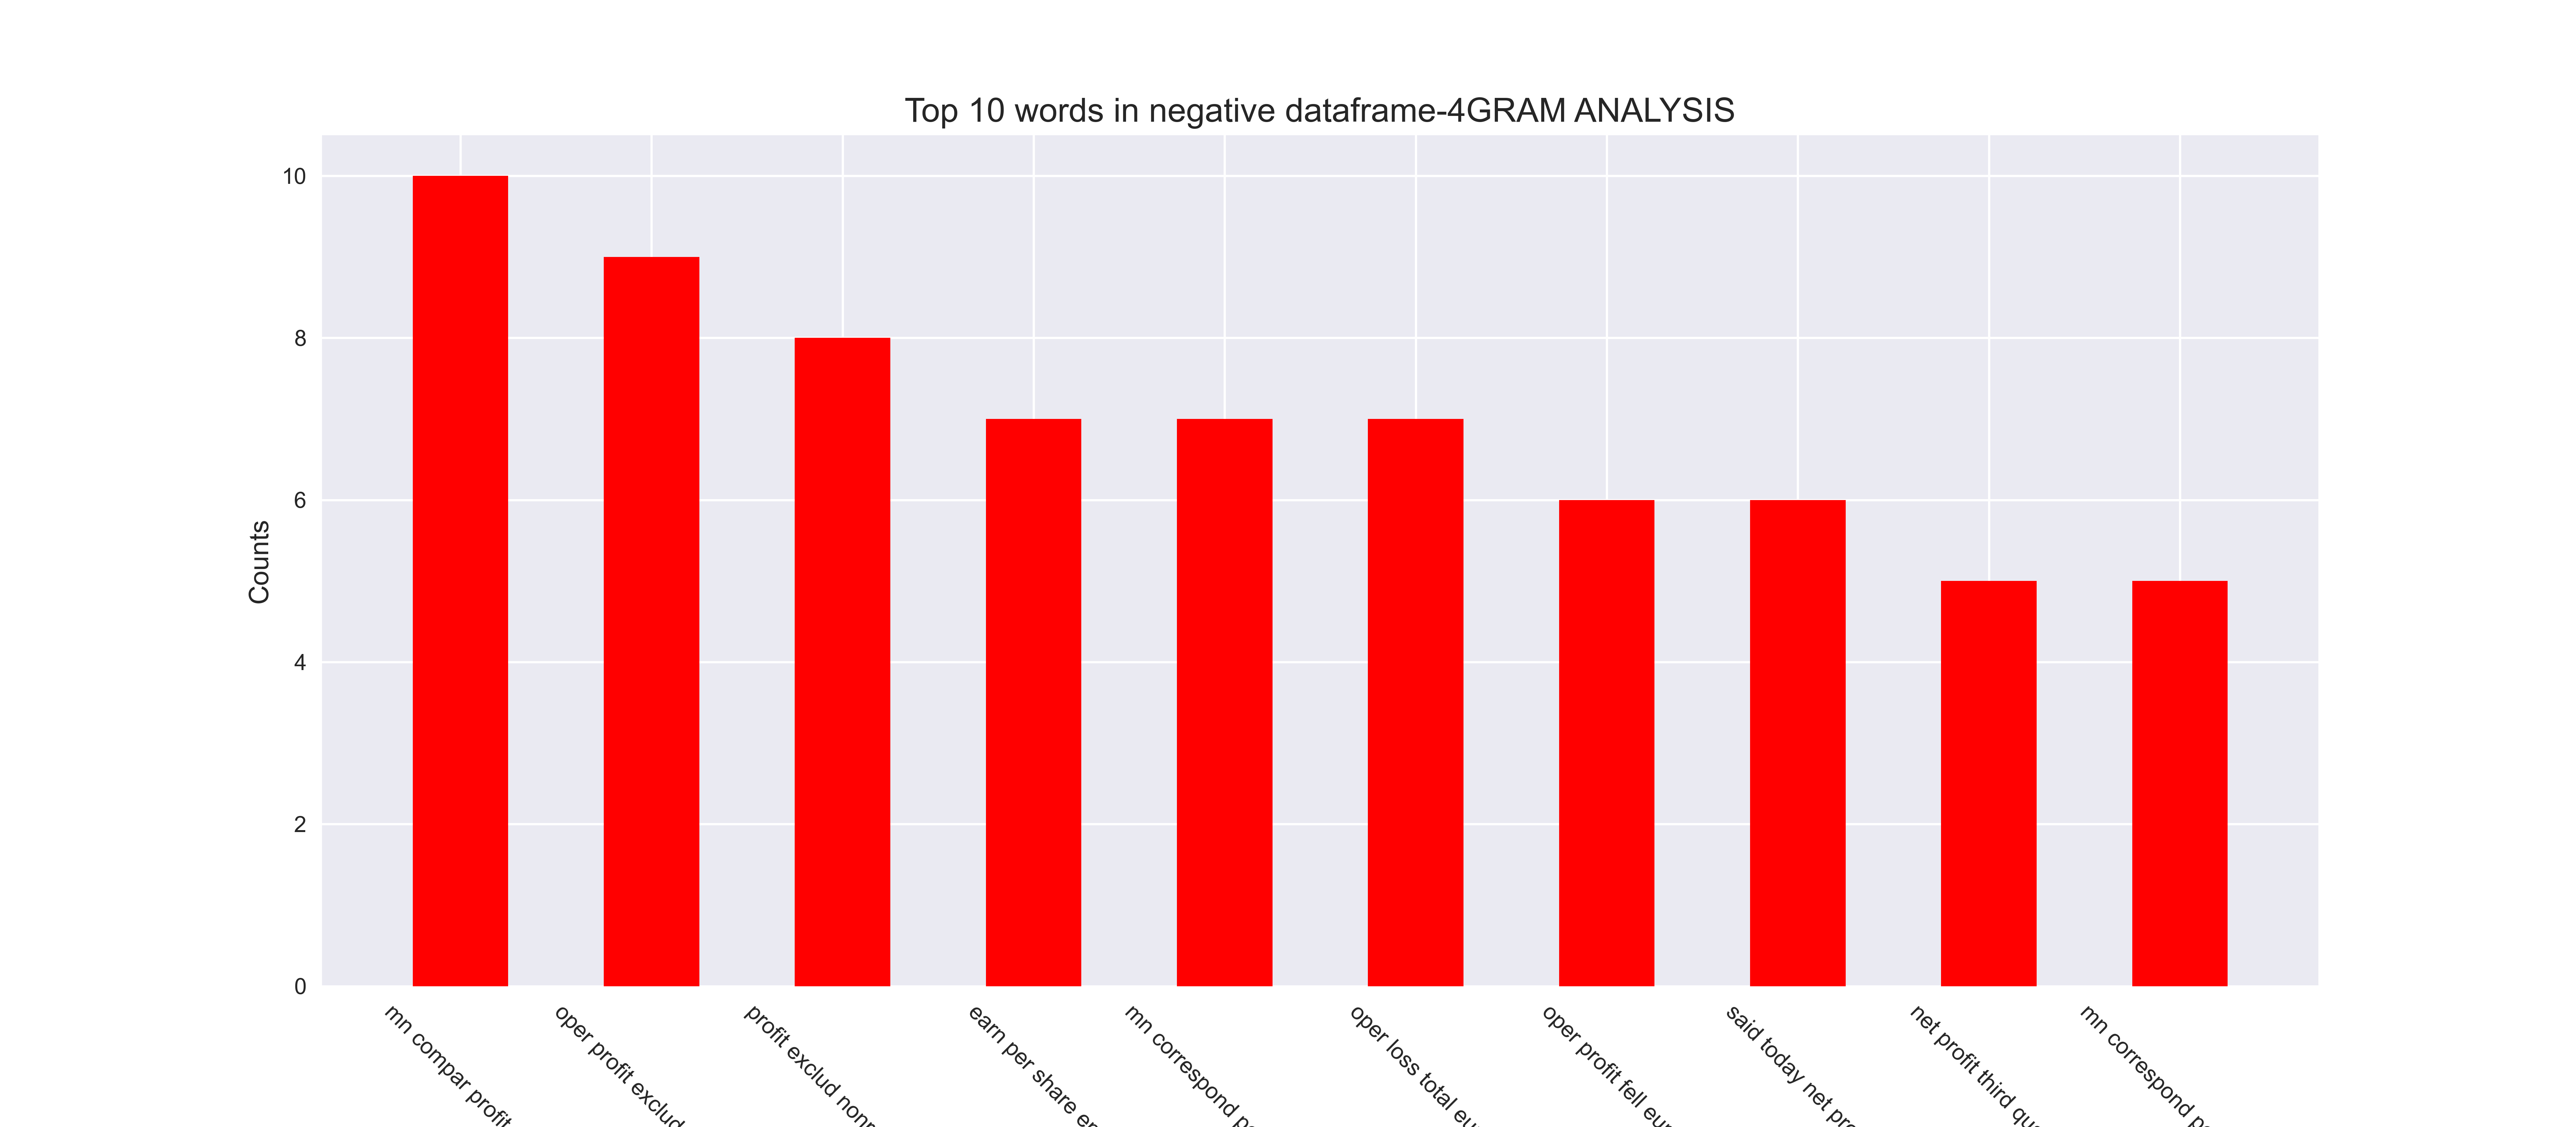 Top 10 words in negative dataframe-4GRAM ANALYSIS
10
8
6
4
2
0
Counts
mn compar profit
oper profit exclud
profit exclud
earn per share
mn correspond
oper loss total
oper profit fell
said today net
net profit third
mn correspond